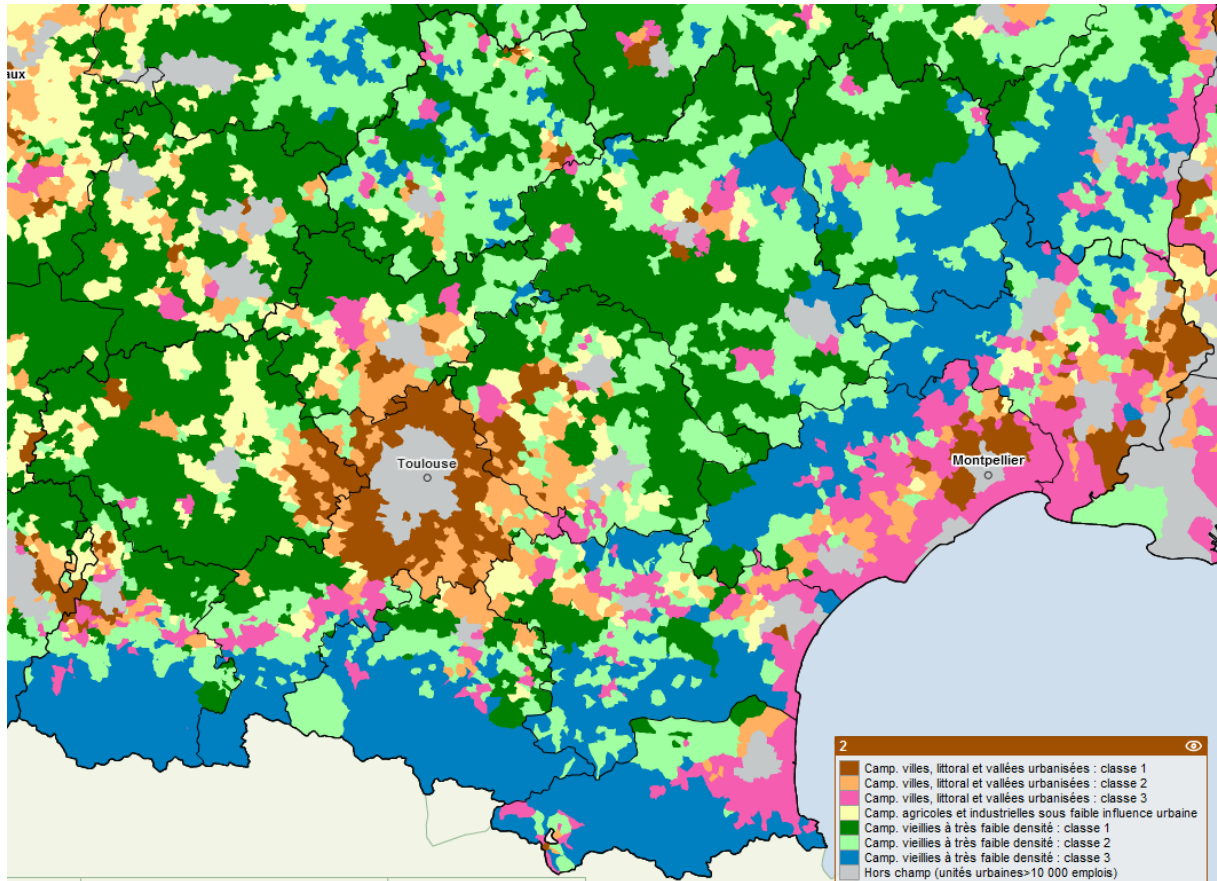 aux
Toulouse
Montpellier
2
Camp. villes, littoral et vallées urbanisées : classe 1
Camp. villes, littoral et vallées urbanisées : classe 2
Camp. villes, littoral et vallées urbanisées : classe 3
Camp. agricoles et industrielles sous faible influence urbaine
Camp. vieillies à très faible densité : classe 1
Camp. vieillies à très faible densité : classe 2
Camp. vieillies à très faible densité : classe 3
Hors champ (unités urbaines>10 000 emplois)